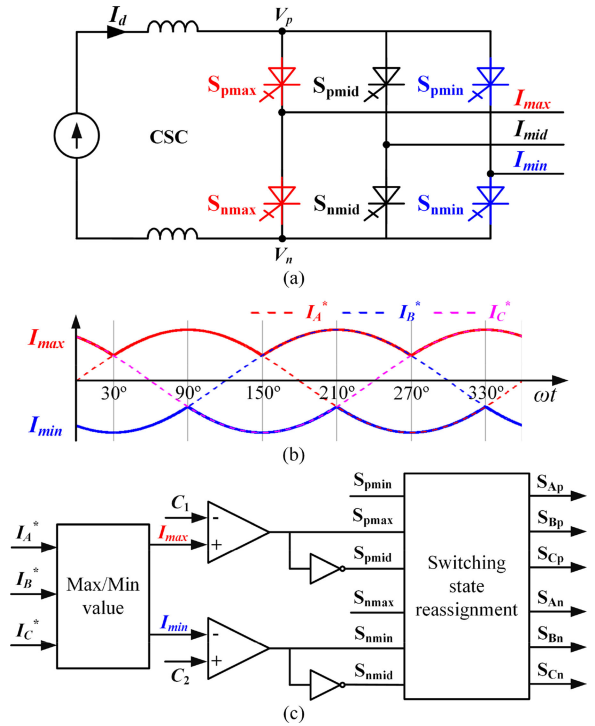 I_d
V_p
S_pmax S_pmid S_pmin
I_max
CSC
I_mid
I_min
S_nmax S_nmid S_nmin
V_n
(a)
I_A* I_B* I_C*
I_max
30° 90° 150° 210° 270° 330° ωt
I_min
(b)
S_pmin
S_Ap
C_1
-
S_pmax
S_Bp
I_A*
I_max
+
S_pmid
S_Cp
I_B*
Max/Min
value
Switching
state
reassignment
S_nmax
S_An
I_C*
I_min
-
S_nmin
S_Bn
C_2
+
S_nmid
S_Cn
(c)